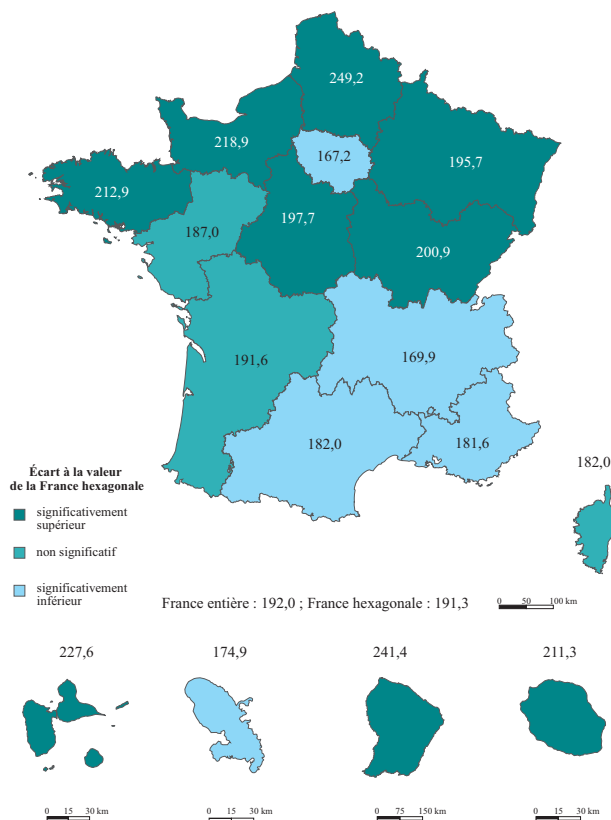 249,2
218,9
167,2
195,7
212,9
187,0
197,7
200,9
191,6
169,9
182,0
181,6
182,0
Écart à la valeur
de la France hexagonale
significativement
supérieur
non significatif
significativement
inférieur
France entière : 192,0 ; France hexagonale : 191,3
0 50 100 km
227,6
174,9
241,4
211,3
0 15 30 km
0 15 30 km
0 75 150 km
0 15 30 km